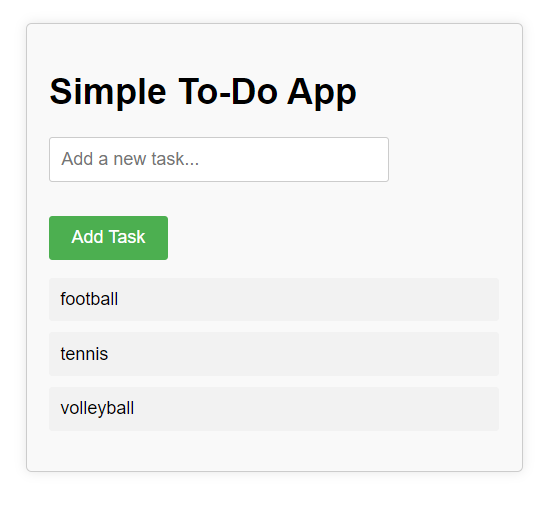 Simple To-Do App
Add a new task...
Add Task
football
tennis
volleyball